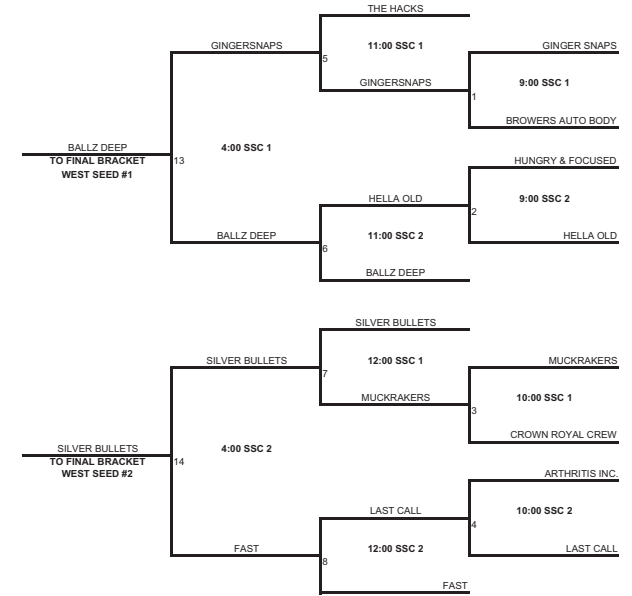 THE HACKS
GINGERSNAPS
11:00 SSC 1
GINGER SNAPS
5
GINGERSNAPS
9:00 SSC 1
1
BROWERS AUTO BODY
BALLZ DEEP
4:00 SSC 1
TO FINAL BRACKET
13
WEST SEED #1
HUNGRY & FOCUSED
HELLA OLD
9:00 SSC 2
2
BALLZ DEEP
11:00 SSC 2
HELLA OLD
6
BALLZ DEEP
SILVER BULLETS
SILVER BULLETS
12:00 SSC 1
MUCKRAKERS
7
MUCKRAKERS
10:00 SSC 1
3
CROWN ROYAL CREW
SILVER BULLETS
4:00 SSC 2
TO FINAL BRACKET
14
WEST SEED #2
ARTHRITIS INC.
LAST CALL
10:00 SSC 2
4
FAST
12:00 SSC 2
LAST CALL
8
FAST